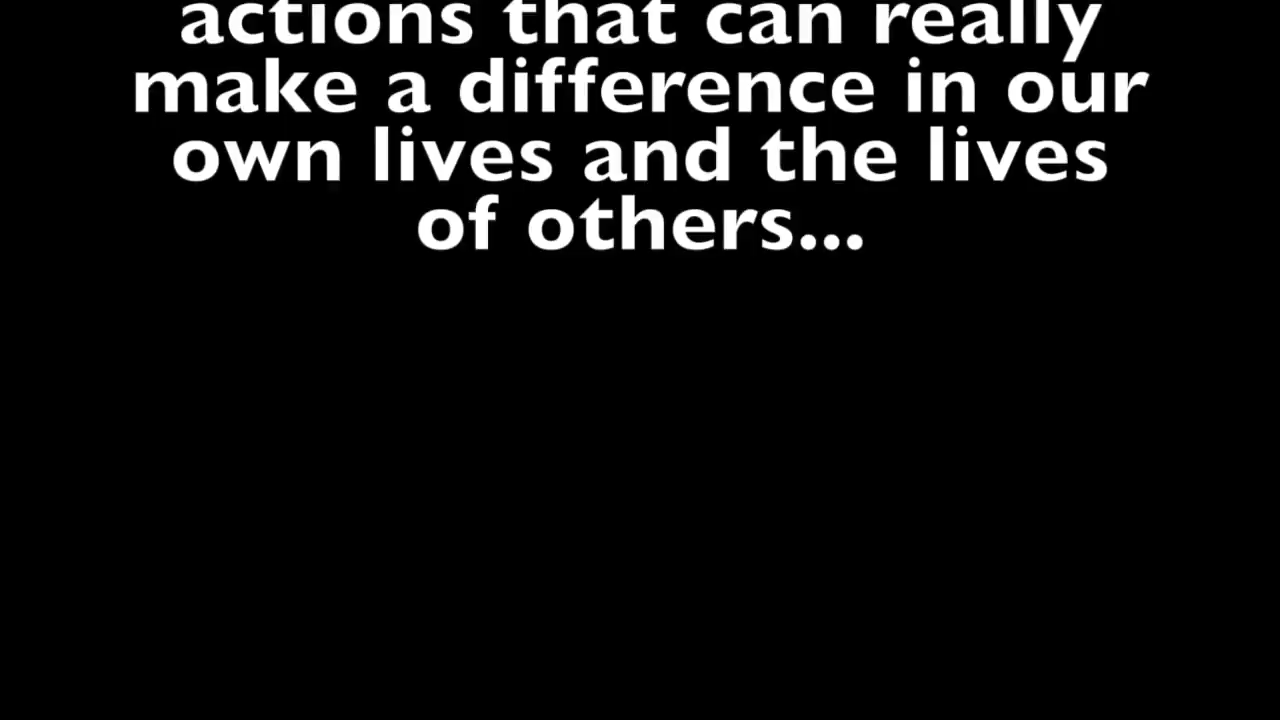 actions that can really
make a difference in our
own lives and the lives
of others...